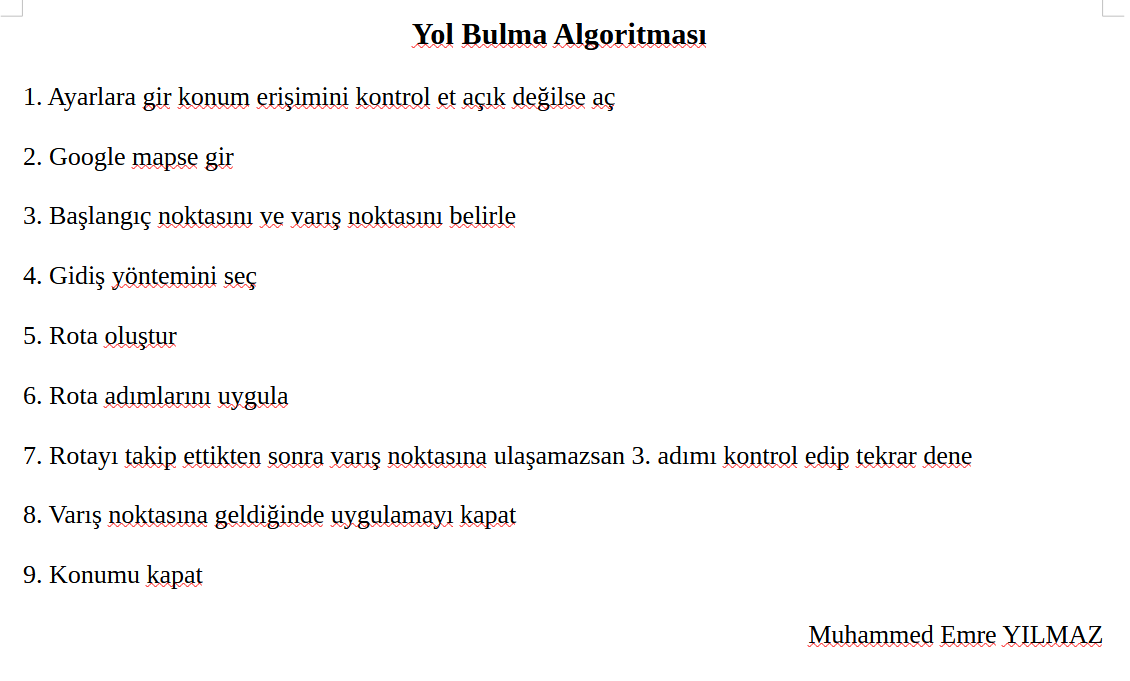 Yol Bulma Algoritması
1. Ayarlara gir konum erişimini kontrol et açık değilse aç
2. Google mapse gir
3. Başlangıç noktasını ve varış noktasını belirle
4. Gidiş yöntemini seç
5. Rota oluştur
6. Rota adımlarını uygula
7. Rotayı takip ettikten sonra varış noktasına ulaşamazsan 3. adımı kontrol edip tekrar dene
8. Varış noktasına geldiğinde uygulamayı kapat
9. Konumu kapat
Muhammed Emre YILMAZ